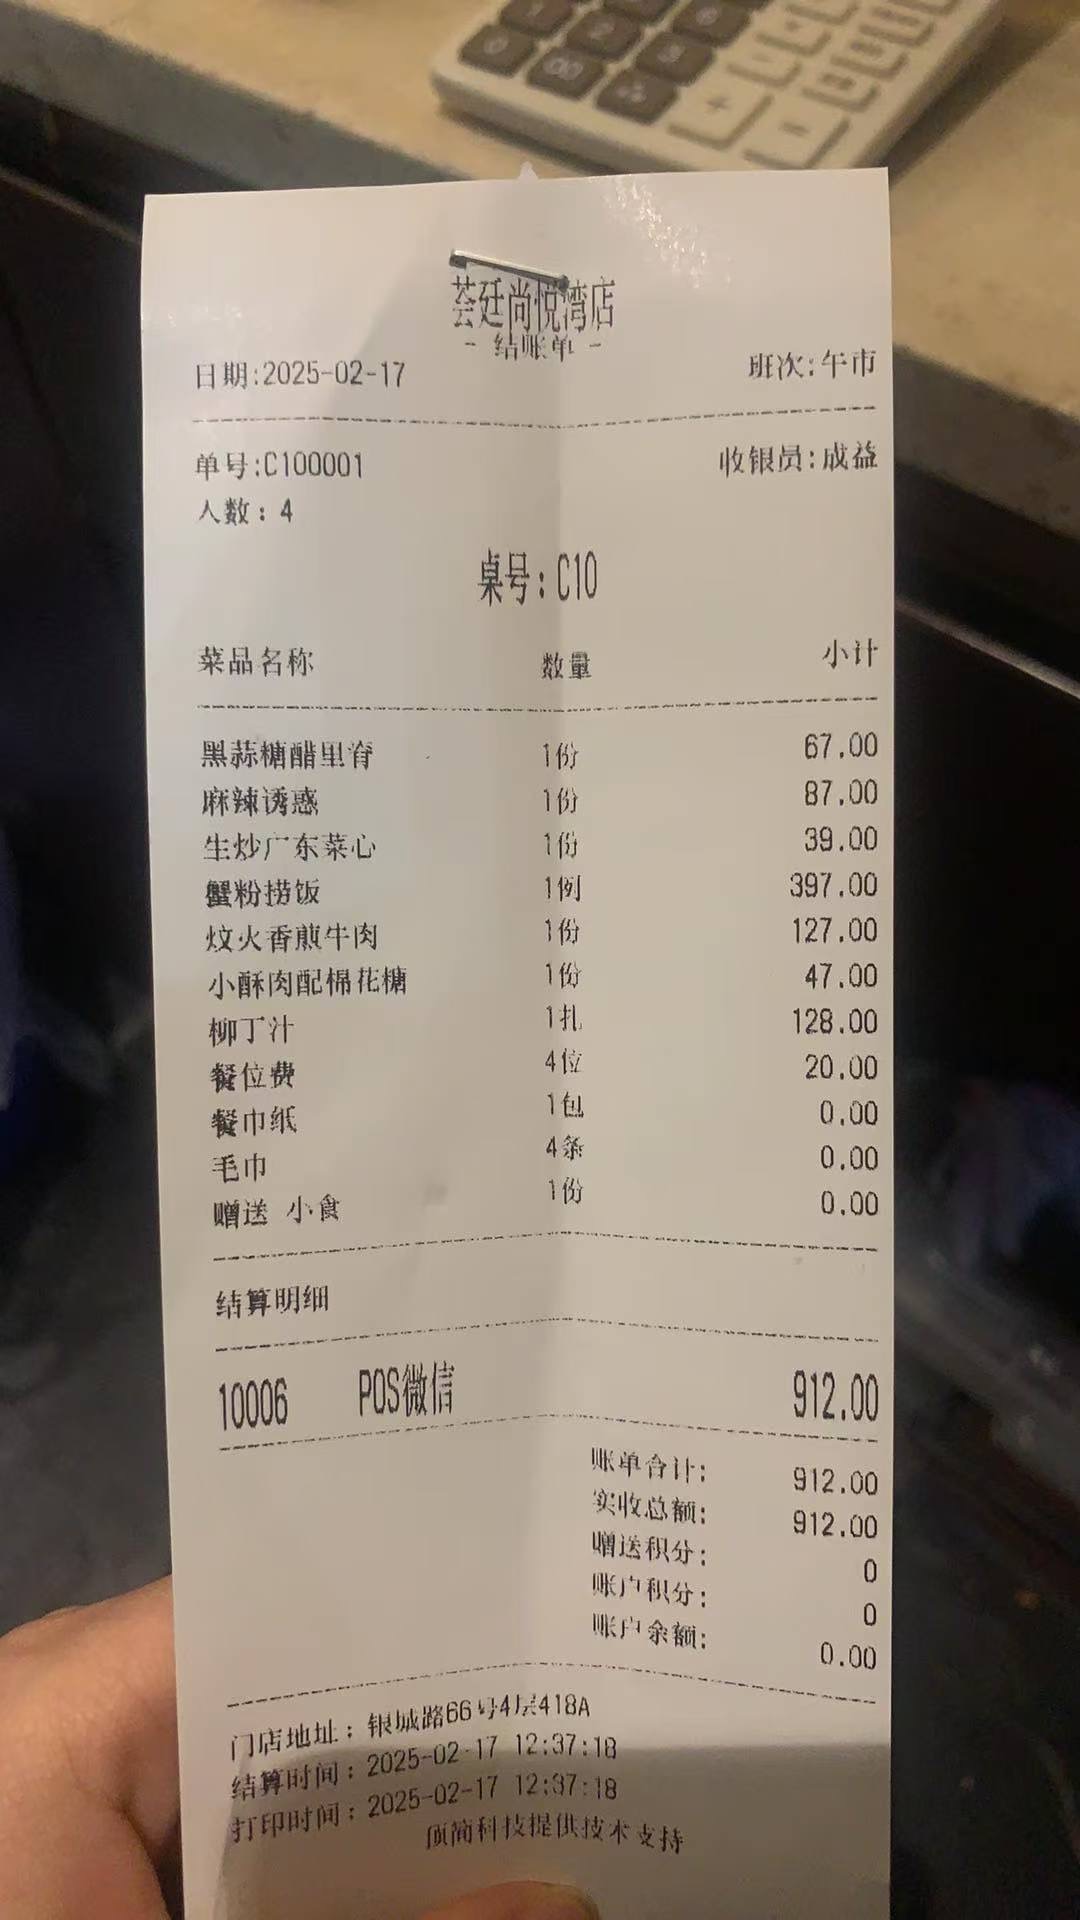 荟廷尚悦湾店
- 结账单 -
日期:2025-02-17 班次:午市
单号:C100001 收银员:成益
人数: 4
桌号: C10
菜品名称 数量 小计
黑蒜糖醋里脊 1份 67.00
麻辣诱惑 1份 87.00
生炒广东菜心 1份 39.00
蟹粉捞饭 1例 397.00
炆火香煎牛肉 1份 127.00
小酥肉配棉花糖 1份 47.00
柳丁汁 1扎 128.00
餐位费 4位 20.00
餐巾纸 1包 0.00
毛巾 4条 0.00
赠送 小食 1份 0.00
结算明细
10006 POS微信 912.00
账单合计: 912.00
实收总额: 912.00
赠送积分: 0
账户积分: 0
账户余额: 0.00
门店地址: 银城路66号4层418A
结算时间: 2025-02-17 12:37:18
打印时间: 2025-02-17 12:37:18
顶简科技提供技术支持